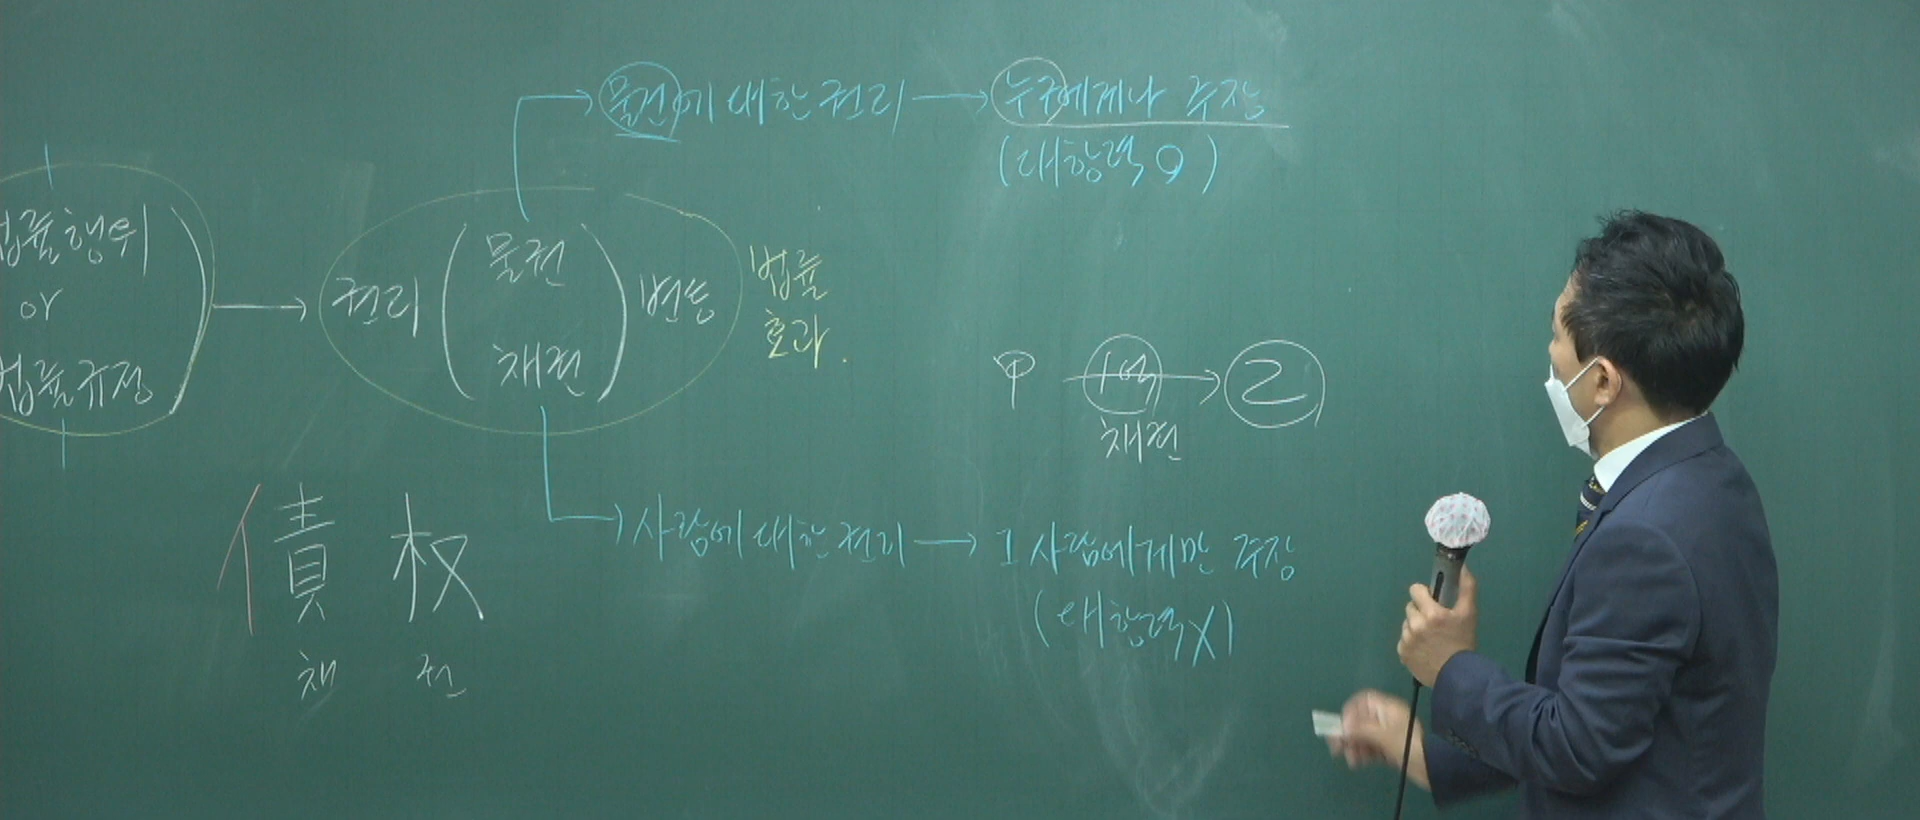 물건에 대한 권리 → 누구에게나 주장
(대항력 O)
법률행위
or
법률규정
→ 권리 (물권 채권) 변동
법률
효과.
甲 1억 → 乙
채권
債 权
채 권
→ 사람에 대한 권리 → 그 사람에게만 주장
(대항력 X)